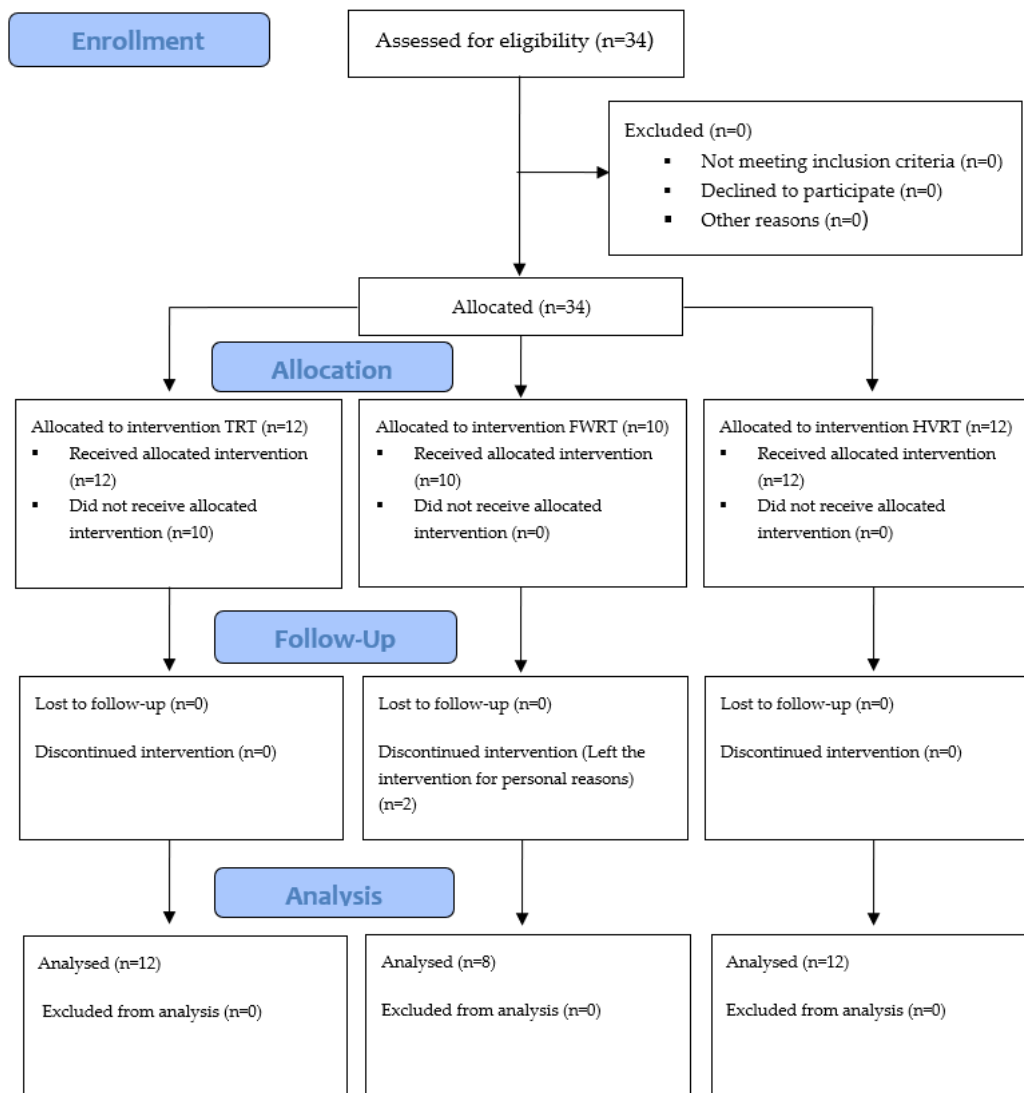 Enrollment
Assessed for eligibility (n=34)
Excluded (n=0)
▪ Not meeting inclusion criteria (n=0)
▪ Declined to participate (n=0)
▪ Other reasons (n=0)
Allocated (n=34)
Allocation
Allocated to intervention TRT (n=12)
▪ Received allocated intervention
(n=12)
▪ Did not receive allocated
intervention (n=10)
Allocated to intervention FWRT (n=10)
▪ Received allocated intervention
(n=10)
▪ Did not receive allocated
intervention (n=0)
Allocated to intervention HVRT (n=12)
▪ Received allocated intervention
(n=12)
▪ Did not receive allocated
intervention (n=0)
Follow-Up
Lost to follow-up (n=0)
Discontinued intervention (n=0)
Lost to follow-up (n=0)
Discontinued intervention (Left the
intervention for personal reasons)
(n=2)
Lost to follow-up (n=0)
Discontinued intervention (n=0)
Analysis
Analysed (n=12)
Excluded from analysis (n=0)
Analysed (n=8)
Excluded from analysis (n=0)
Analysed (n=12)
Excluded from analysis (n=0)